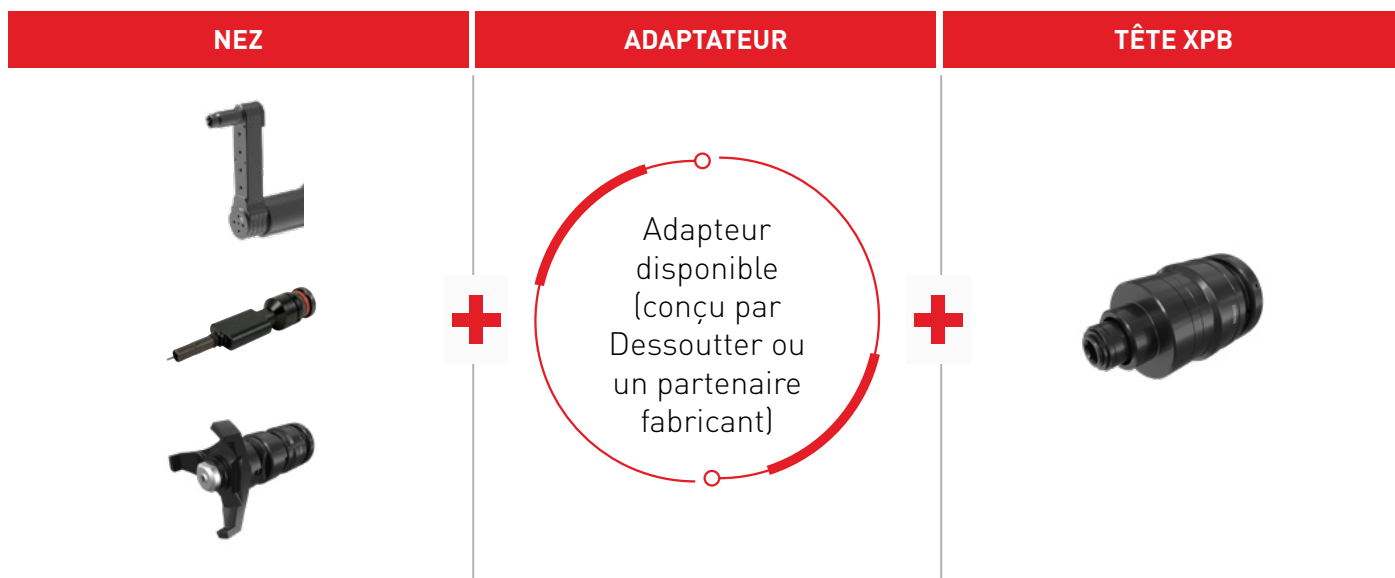 NEZ
ADAPTATEUR
TÊTE XPB
Adapteur
disponible
(conçu par
Dessoutter ou
un partenaire
fabricant)